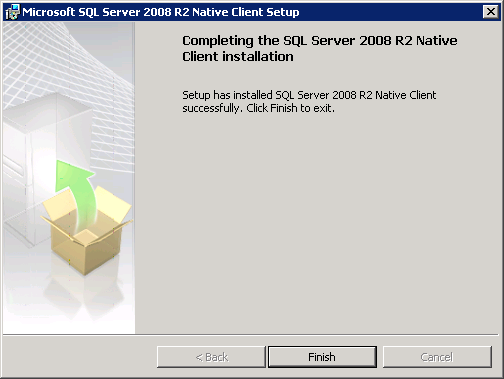 Microsoft SQL Server 2008 R2 Native Client Setup
Completing the SQL Server 2008 R2 Native
Client installation
Setup has installed SQL Server 2008 R2 Native Client
successfully. Click Finish to exit.
< Back
Finish
Cancel